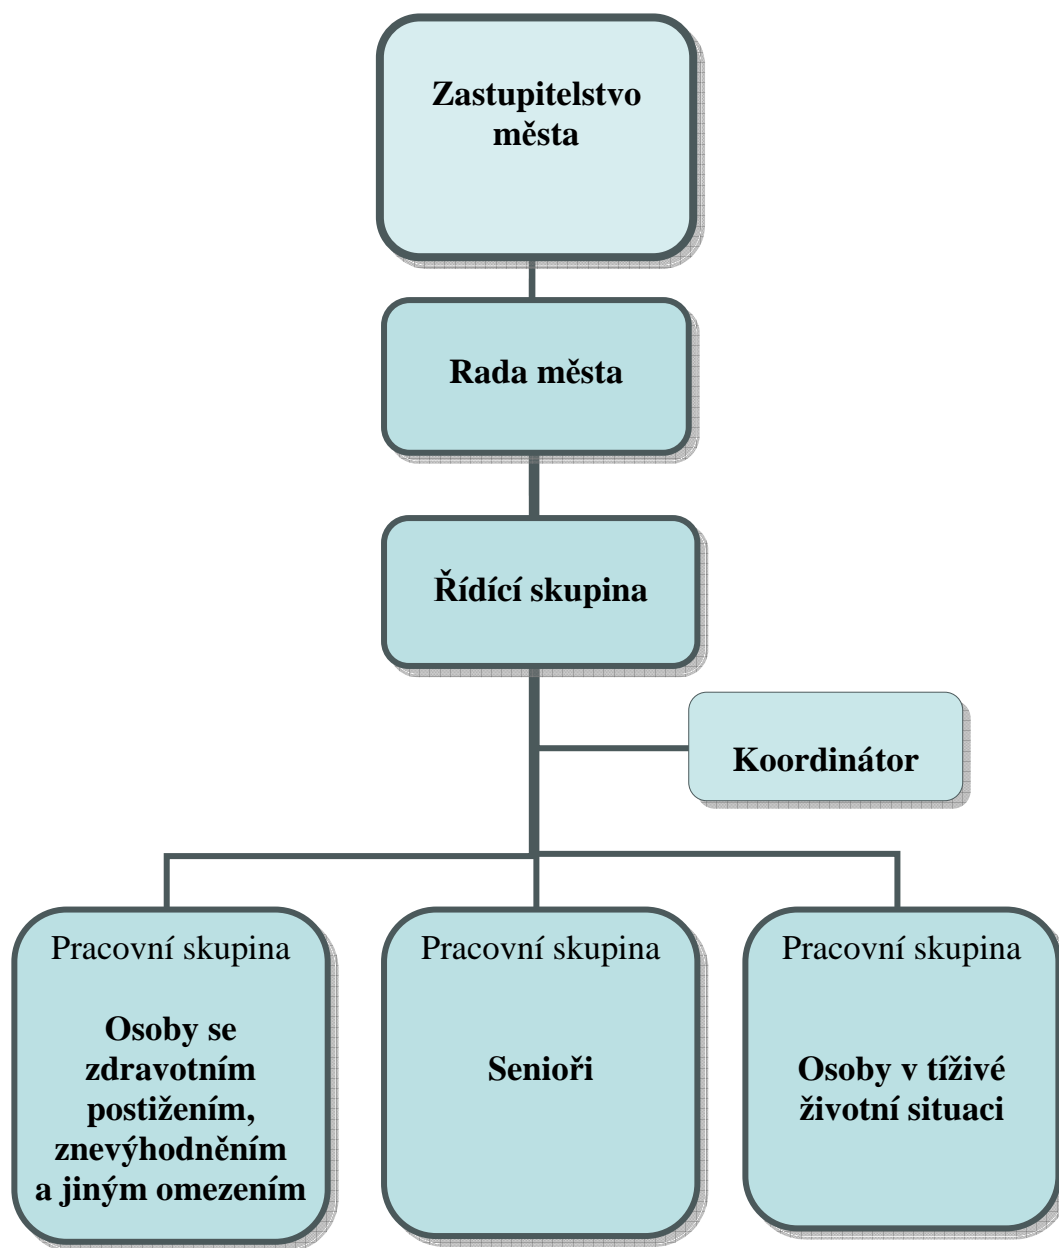 Zastupitelstvo
města
Rada města
Řídící skupina
Koordinátor
Pracovní skupina
Osoby se
zdravotním
postižením,
znevýhodněním
a jiným omezením
Pracovní skupina
Senioři
Pracovní skupina
Osoby v tíživé
životní situaci